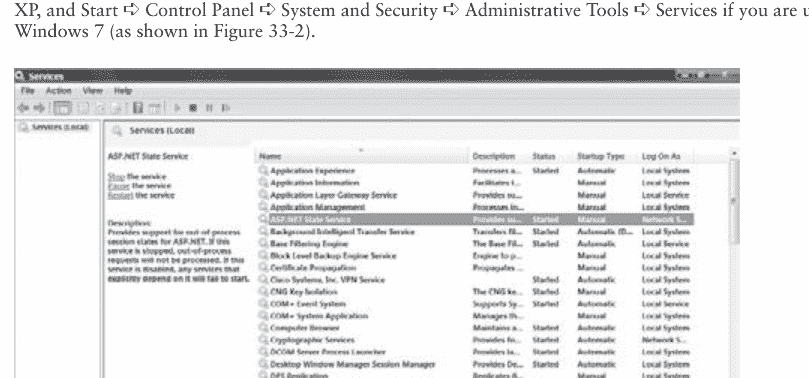 XP, and Start ➪ Control Panel ➪ System and Security ➪ Administrative Tools ➪ Services if you are u
Windows 7 (as shown in Figure 33-2).
Services
File Action View Help
Services (Local)
Services (Local)
ASP.NET State Service
Stop the service
Pause the service
Restart the service
Description:
Provides support for out-of-process
session states for ASP.NET. If this
service is stopped, out-of-process
requests will not be processed. If this
service is disabled, any services that
explicitly depend on it will fail to start.
Name Description Status Startup Type Log On As
Application Experience Processes a... Started Automatic Local System
Application Information Facilitates t... Manual Local System
Application Layer Gateway Service Provides su... Manual Local Service
Application Management Processes in... Manual Local System
ASP.NET State Service Provides su... Started Manual Network S...
Background Intelligent Transfer Service Transfers fil... Started Automatic (D... Local System
Base Filtering Engine The Base Fil... Started Automatic Local Service
Block Level Backup Engine Service Engine to p... Manual Local System
Certificate Propagation Propagates ... Manual Local System
Cisco Systems, Inc. VPN Service Started Automatic Local System
CNG Key Isolation The CNG ke... Started Manual Local System
COM+ Event System Supports Sy... Started Automatic Local Service
COM+ System Application Manages th... Manual Local System
Computer Browser Maintains a... Started Automatic Local System
Cryptographic Services Provides fo... Started Automatic Network S...
DCOM Server Process Launcher Provides la... Started Automatic Local System
Desktop Window Manager Session Manager Provides De... Started Automatic Local System
DFS Replication Replicates fi... Manual Local System